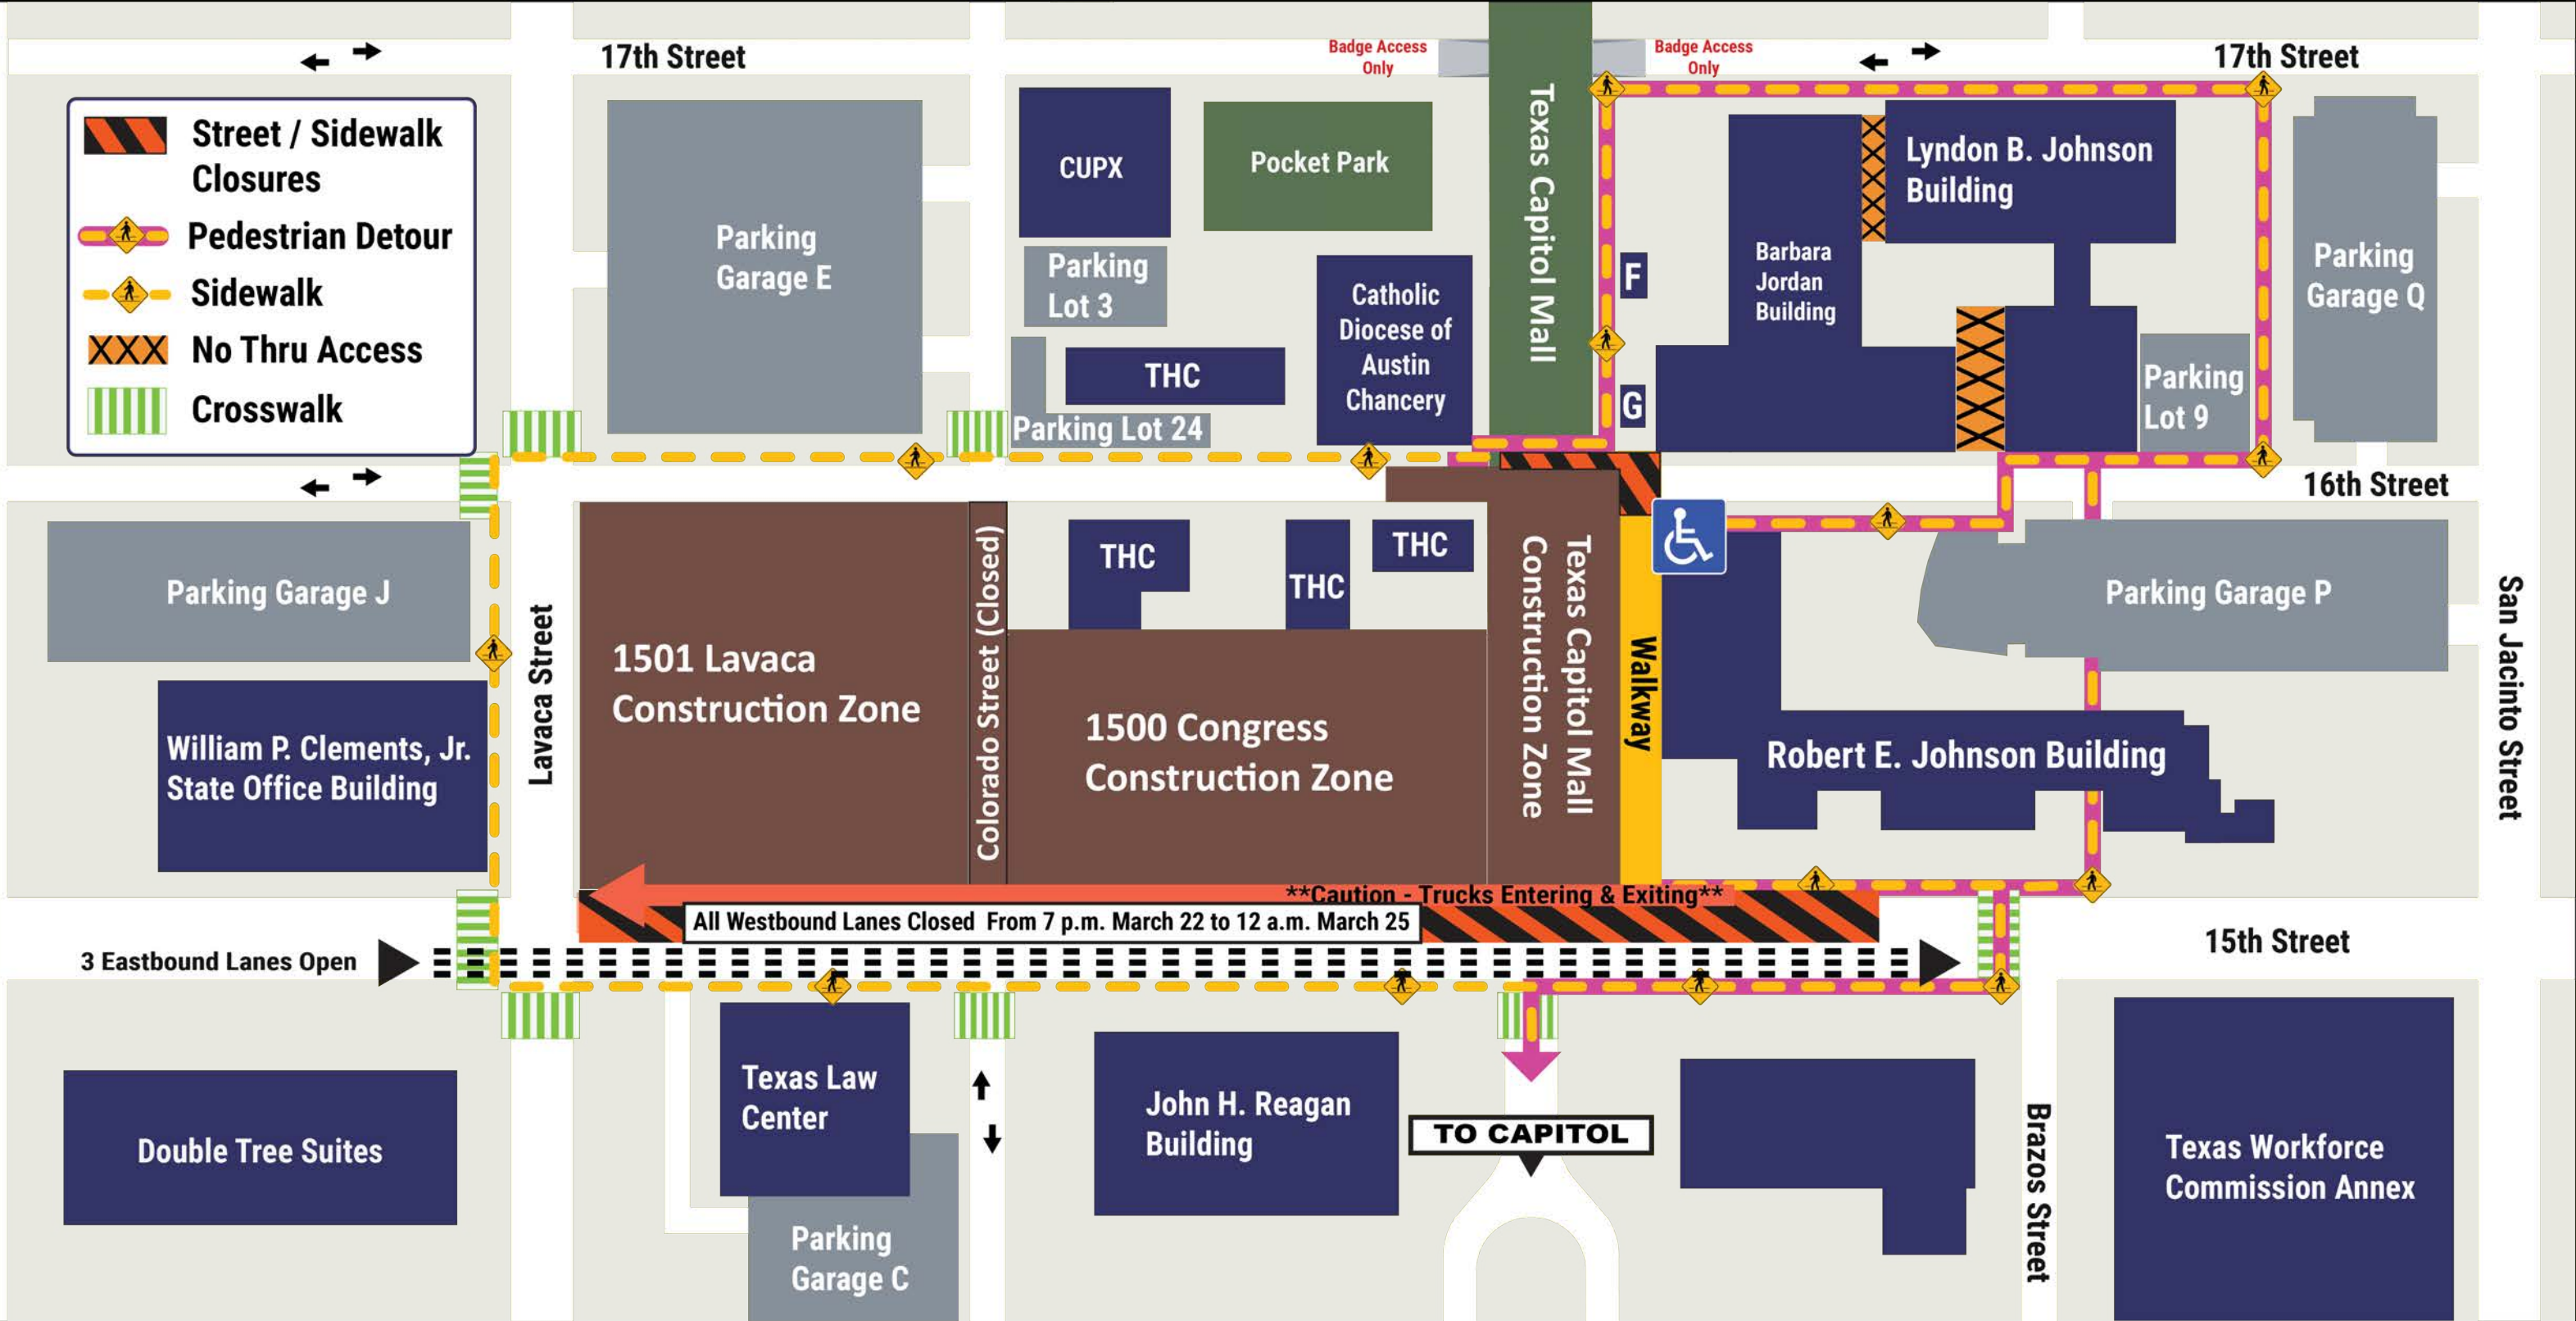 17th Street
Badge Access
Only
Badge Access
Only
17th Street
Street / Sidewalk
Closures
Pedestrian Detour
Sidewalk
XXX No Thru Access
Crosswalk
Parking
Garage E
CUPX
Pocket Park
Parking
Lot 3
THC
Parking Lot 24
Catholic
Diocese of
Austin
Chancery
Texas Capitol Mall
F
G
Barbara
Jordan
Building
Lyndon B. Johnson
Building
Parking
Lot 9
Parking
Garage Q
16th Street
Parking Garage J
William P. Clements, Jr.
State Office Building
Lavaca Street
1501 Lavaca
Construction Zone
Colorado Street (Closed)
THC
THC
THC
1500 Congress
Construction Zone
Texas Capitol Mall
Construction Zone
Walkway
Parking Garage P
Robert E. Johnson Building
San Jacinto Street
**Caution - Trucks Entering & Exiting**
All Westbound Lanes Closed From 7 p.m. March 22 to 12 a.m. March 25
3 Eastbound Lanes Open
15th Street
Double Tree Suites
Texas Law
Center
Parking
Garage C
John H. Reagan
Building
TO CAPITOL
Brazos Street
Texas Workforce
Commission Annex